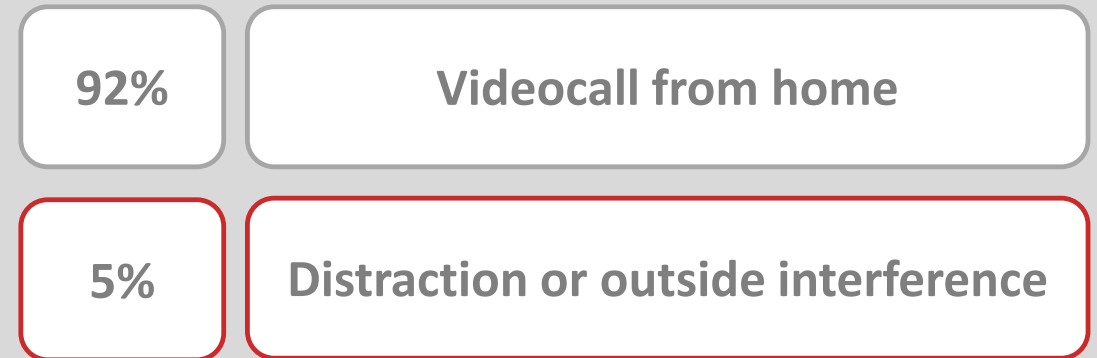 92% Videocall from home
5% Distraction or outside interference